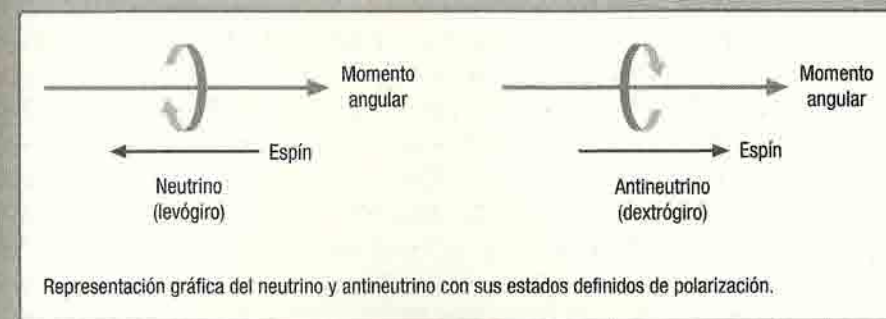 Momento
angular
Espín
Neutrino
(levógiro)
Momento
angular
Espín
Antineutrino
(dextrógiro)
Representación gráfica del neutrino y antineutrino con sus estados definidos de polarización.